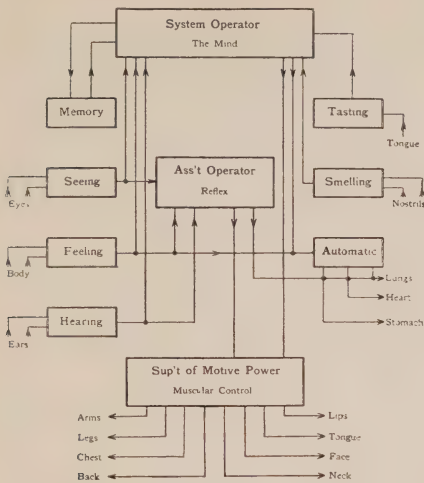 System Operator
The Mind
Memory
Tasting
Tongue
Ass't Operator
Reflex
Seeing
Smelling
Eyes
Nostrils
Feeling
Automatic
Body
Lungs
Heart
Hearing
Stomach
Ears
Sup't of Motive Power
Muscular Control
Arms
Lips
Legs
Tongue
Chest
Face
Back
Neck